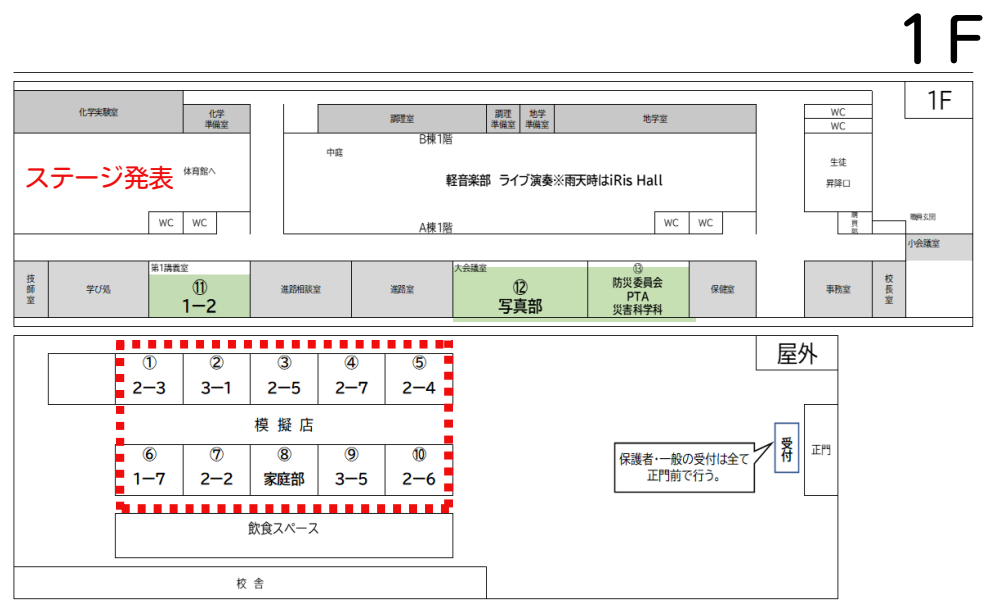 1F
1F
化学実験室
化学
準備室
調理室
調理
準備室
地学
準備室
地学室
WC
WC
B棟1階
中庭
ステージ発表
体育館へ
軽音楽部 ライブ演奏※雨天時はiRis Hall
生徒
昇降口
WC
WC
A棟1階
WC
WC
購
買
部
職員玄関
小会議室
技
師
室
学び処
第1講義室
⑪
1ー2
進路相談室
進路室
大会議室
⑫
写真部
⑬
防災委員会
PTA
災害科学科
保健室
事務室
校
長
室
屋外
①
2ー3
②
3ー1
③
2ー5
④
2ー7
⑤
2ー4
模擬店
⑥
1ー7
⑦
2ー2
⑧
家庭部
⑨
3ー5
⑩
2ー6
飲食スペース
保護者・一般の受付は全て
正門前で行う。
受
付
正門
校舎